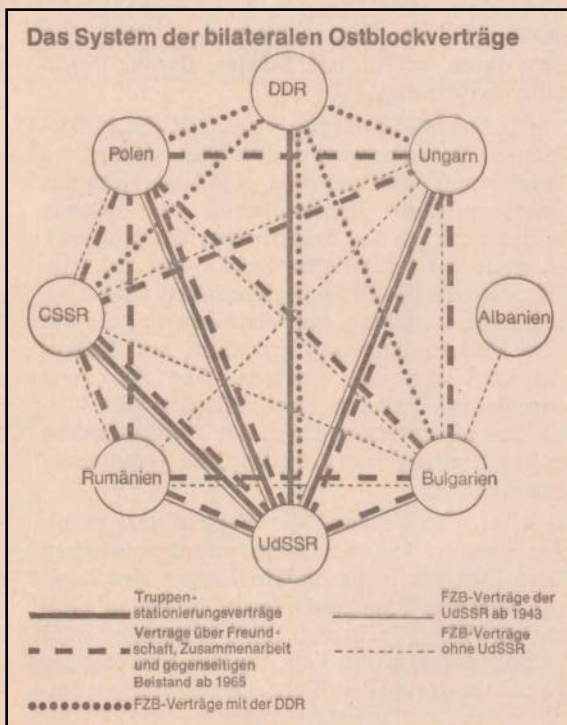 Das System der bilateralen Ostblockverträge
DDR
Polen
Ungarn
CSSR
Albanien
Rumänien
Bulgarien
UdSSR
Truppen-
stationierungsverträge
Verträge über Freund-
schaft, Zusammenarbeit
und gegenseitigen
Beistand ab 1965
FZB-Verträge mit der DDR
FZB-Verträge der
UdSSR ab 1943
FZB-Verträge
ohne UdSSR